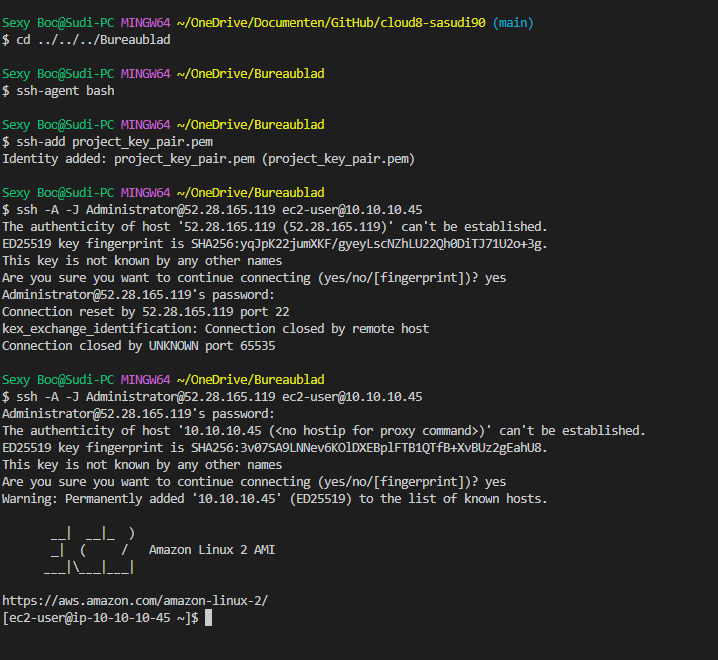 Sexy Boc@Sudi-PC MINGW64 ~/OneDrive/Documenten/GitHub/cloud8-sasudi90 (main)
$ cd ../../../Bureaublad
Sexy Boc@Sudi-PC MINGW64 ~/OneDrive/Bureaublad
$ ssh-agent bash
Sexy Boc@Sudi-PC MINGW64 ~/OneDrive/Bureaublad
$ ssh-add project_key_pair.pem
Identity added: project_key_pair.pem (project_key_pair.pem)
Sexy Boc@Sudi-PC MINGW64 ~/OneDrive/Bureaublad
$ ssh -A -J Administrator@52.28.165.119 ec2-user@10.10.10.45
The authenticity of host '52.28.165.119 (52.28.165.119)' can't be established.
ED25519 key fingerprint is SHA256:yqJpK22jumXKF/gyeyLscNZhLU22Qh0DiTJ71U2o+3g.
This key is not known by any other names
Are you sure you want to continue connecting (yes/no/[fingerprint])? yes
Administrator@52.28.165.119's password:
Connection reset by 52.28.165.119 port 22
kex_exchange_identification: Connection closed by remote host
Connection closed by UNKNOWN port 65535
Sexy Boc@Sudi-PC MINGW64 ~/OneDrive/Bureaublad
$ ssh -A -J Administrator@52.28.165.119 ec2-user@10.10.10.45
Administrator@52.28.165.119's password:
The authenticity of host '10.10.10.45 (<no hostip for proxy command>)' can't be established.
ED25519 key fingerprint is SHA256:3v07SA9LNNev6KOlDXEBplFTB1QTfB+XvBUz2gEahU8.
This key is not known by any other names
Are you sure you want to continue connecting (yes/no/[fingerprint])? yes
Warning: Permanently added '10.10.10.45' (ED25519) to the list of known hosts.
       __|  __|_  )
       _|  (     /   Amazon Linux 2 AMI
      ___|\___|___|
https://aws.amazon.com/amazon-linux-2/
[ec2-user@ip-10-10-10-45 ~]$